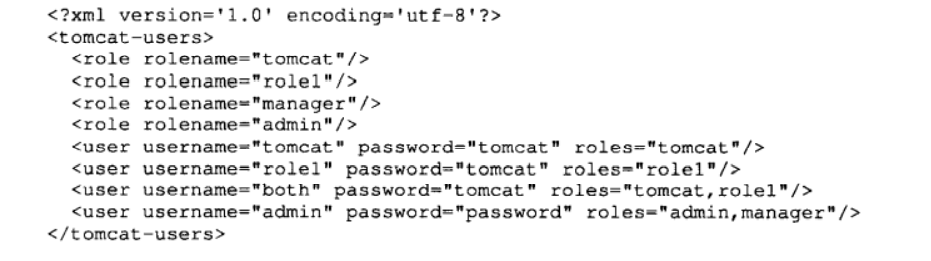 <?xml version='1.0' encoding='utf-8'?>
<tomcat-users>
<role rolename="tomcat"/>
<role rolename="role1"/>
<role rolename="manager"/>
<role rolename="admin"/>
<user username="tomcat" password="tomcat" roles="tomcat"/>
<user username="role1" password="tomcat" roles="role1"/>
<user username="both" password="tomcat" roles="tomcat,role1"/>
<user username="admin" password="password" roles="admin,manager"/>
</tomcat-users>